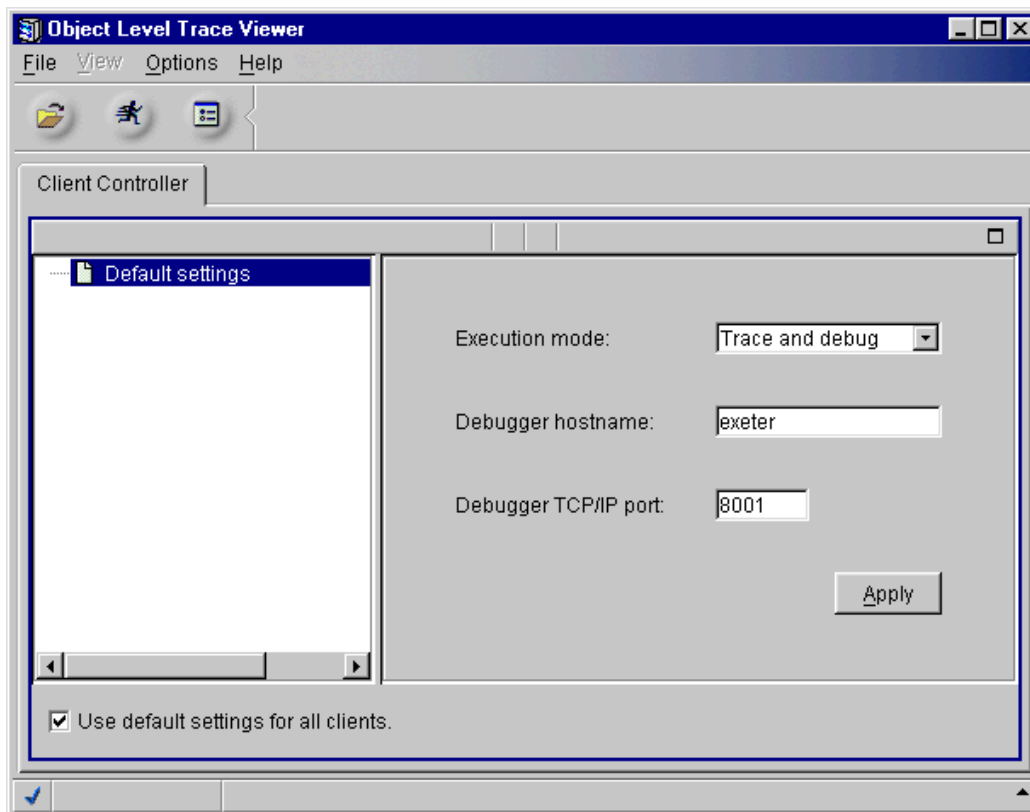 Object Level Trace Viewer
File View Options Help
Client Controller
Default settings
Execution mode: Trace and debug
Debugger hostname: exeter
Debugger TCP/IP port: 8001
Apply
Use default settings for all clients.